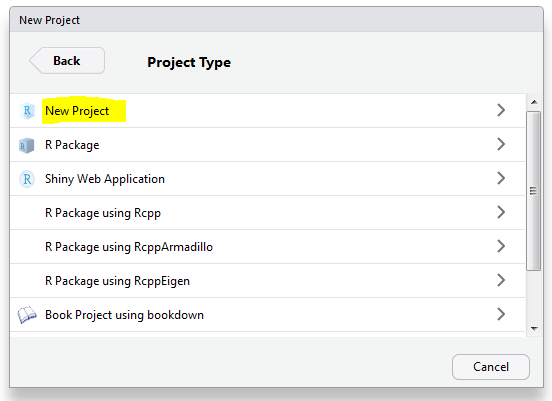 New Project
Back
Project Type
R New Project
R R Package
R Shiny Web Application
R Package using Rcpp
R Package using RcppArmadillo
R Package using RcppEigen
Book Project using bookdown
Cancel